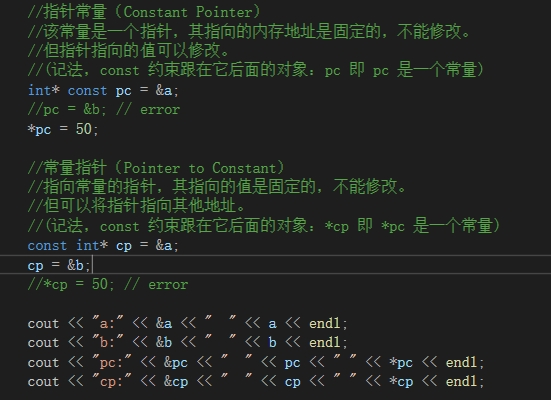 //指针常量（Constant Pointer）
//该常量是一个指针，其指向的内存地址是固定的，不能修改。
//但指针指向的值可以修改。
//(记法，const 约束跟在它后面的对象：pc 即 pc 是一个常量)
int* const pc = &a;
//pc = &b; // error
*pc = 50;
//常量指针（Pointer to Constant）
//指向常量的指针，其指向的值是固定的，不能修改。
//但可以将指针指向其他地址。
//(记法，const 约束跟在它后面的对象：*cp 即 *pc 是一个常量)
const int* cp = &a;
cp = &b;
//*cp = 50; // error
cout << "a:" << &a << "  " << a << endl;
cout << "b:" << &b << "  " << b << endl;
cout << "pc:" << &pc << "  " << pc << " " << *pc << endl;
cout << "cp:" << &cp << "  " << cp << " " << *cp << endl;